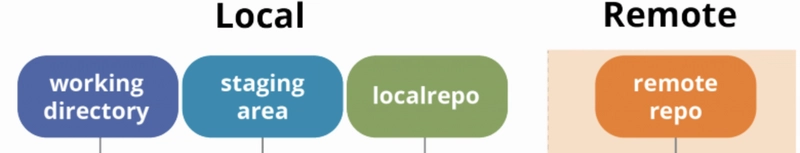 Local
Remote
working
directory
staging
area
localrepo
remote
repo